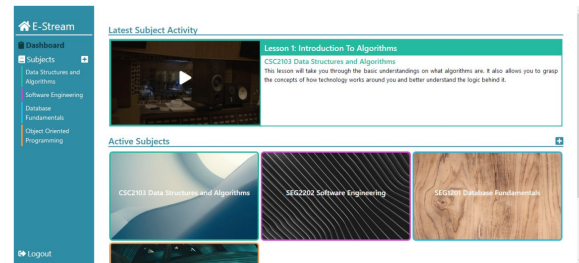 E-Stream
Dashboard
Subjects
Data Structures and
Algorithms
Software Engineering
Database
Fundamentals
Object Oriented
Programming
Logout
Latest Subject Activity
Lesson 1: Introduction To Algorithms
CSC2103 Data Structures and Algorithms
This lesson will take you through the basic understandings on what algorithms are. It also allows you to grasp
the concepts of how technology works around you and better understand the logic behind it.
Active Subjects
CSC2103 Data Structures and Algorithms
SEG2202 Software Engineering
SEG1201 Database Fundamentals